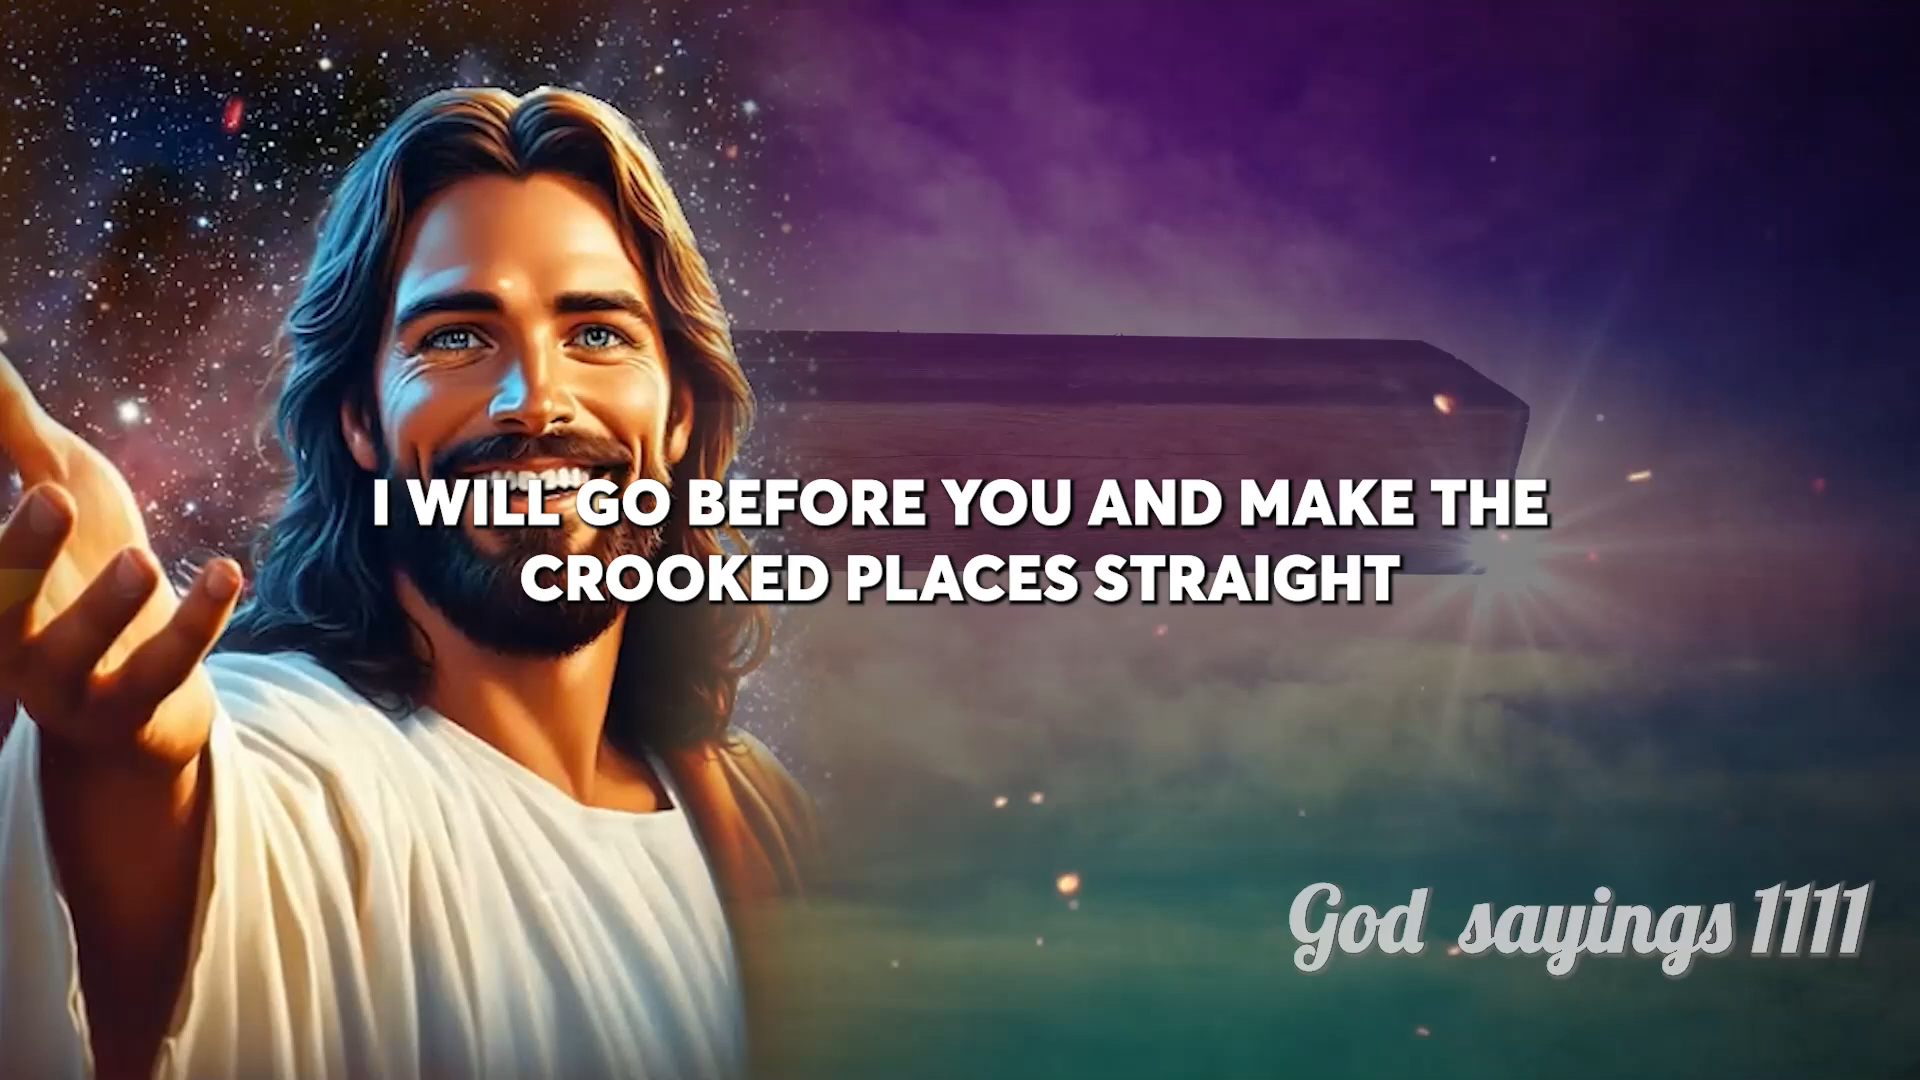 I WILL GO BEFORE YOU AND MAKE THE
CROOKED PLACES STRAIGHT
God sayings 1111